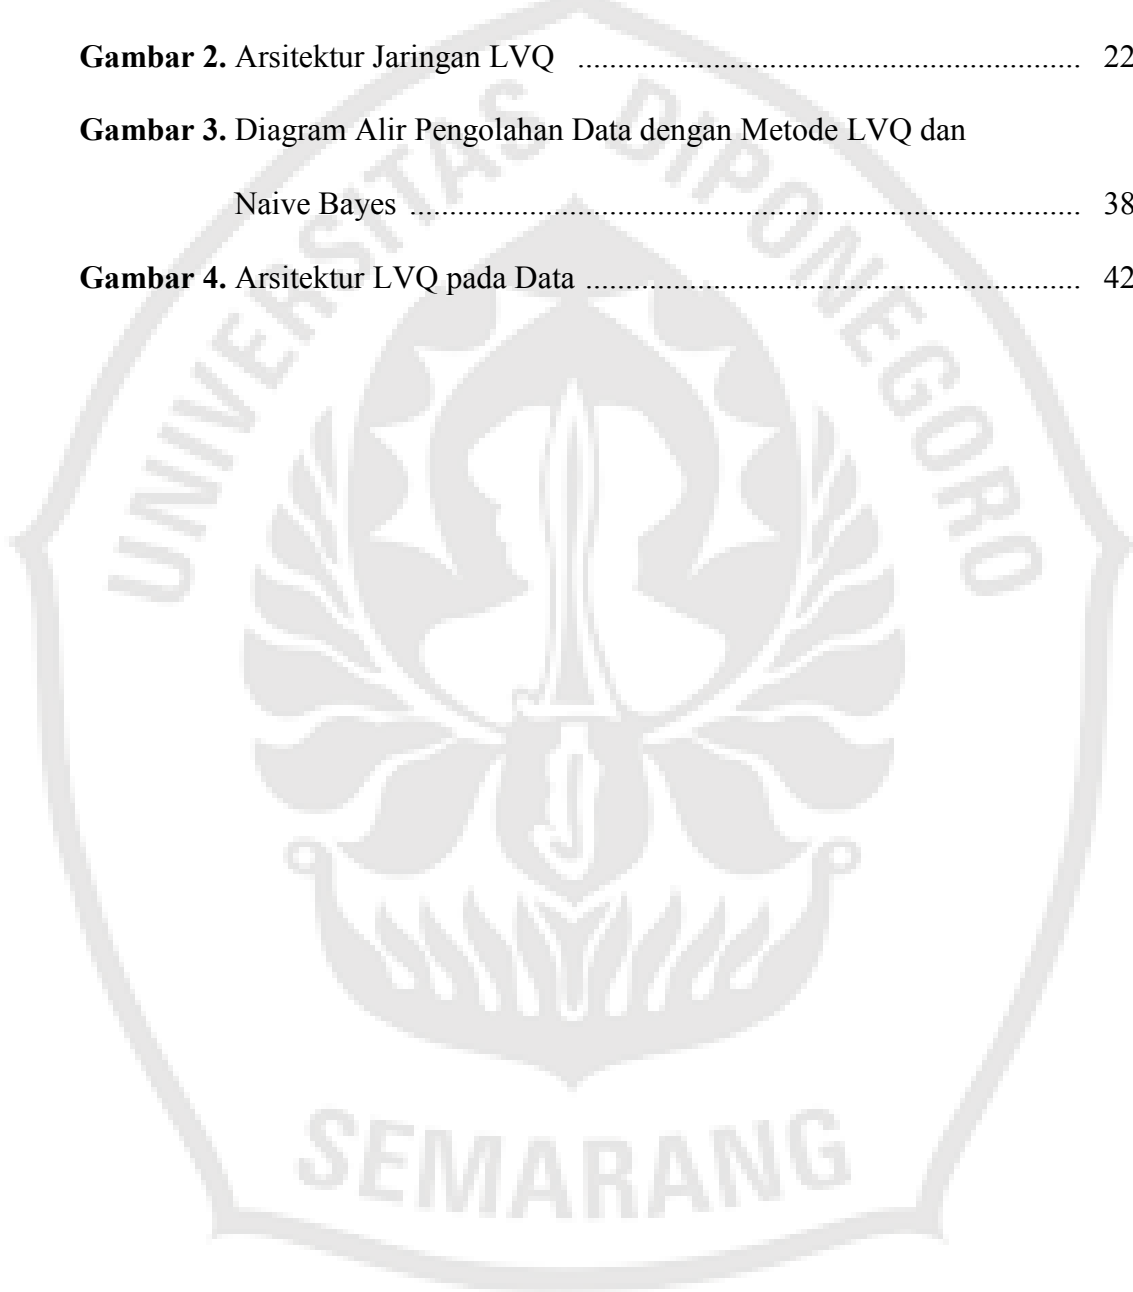 Gambar 2. Arsitektur Jaringan LVQ ............................................................... 22
Gambar 3. Diagram Alir Pengolahan Data dengan Metode LVQ dan
Naive Bayes .................................................................................... 38
Gambar 4. Arsitektur LVQ pada Data .............................................................. 42
UNIVERSITAS DIPONEGORO
SEMARANG